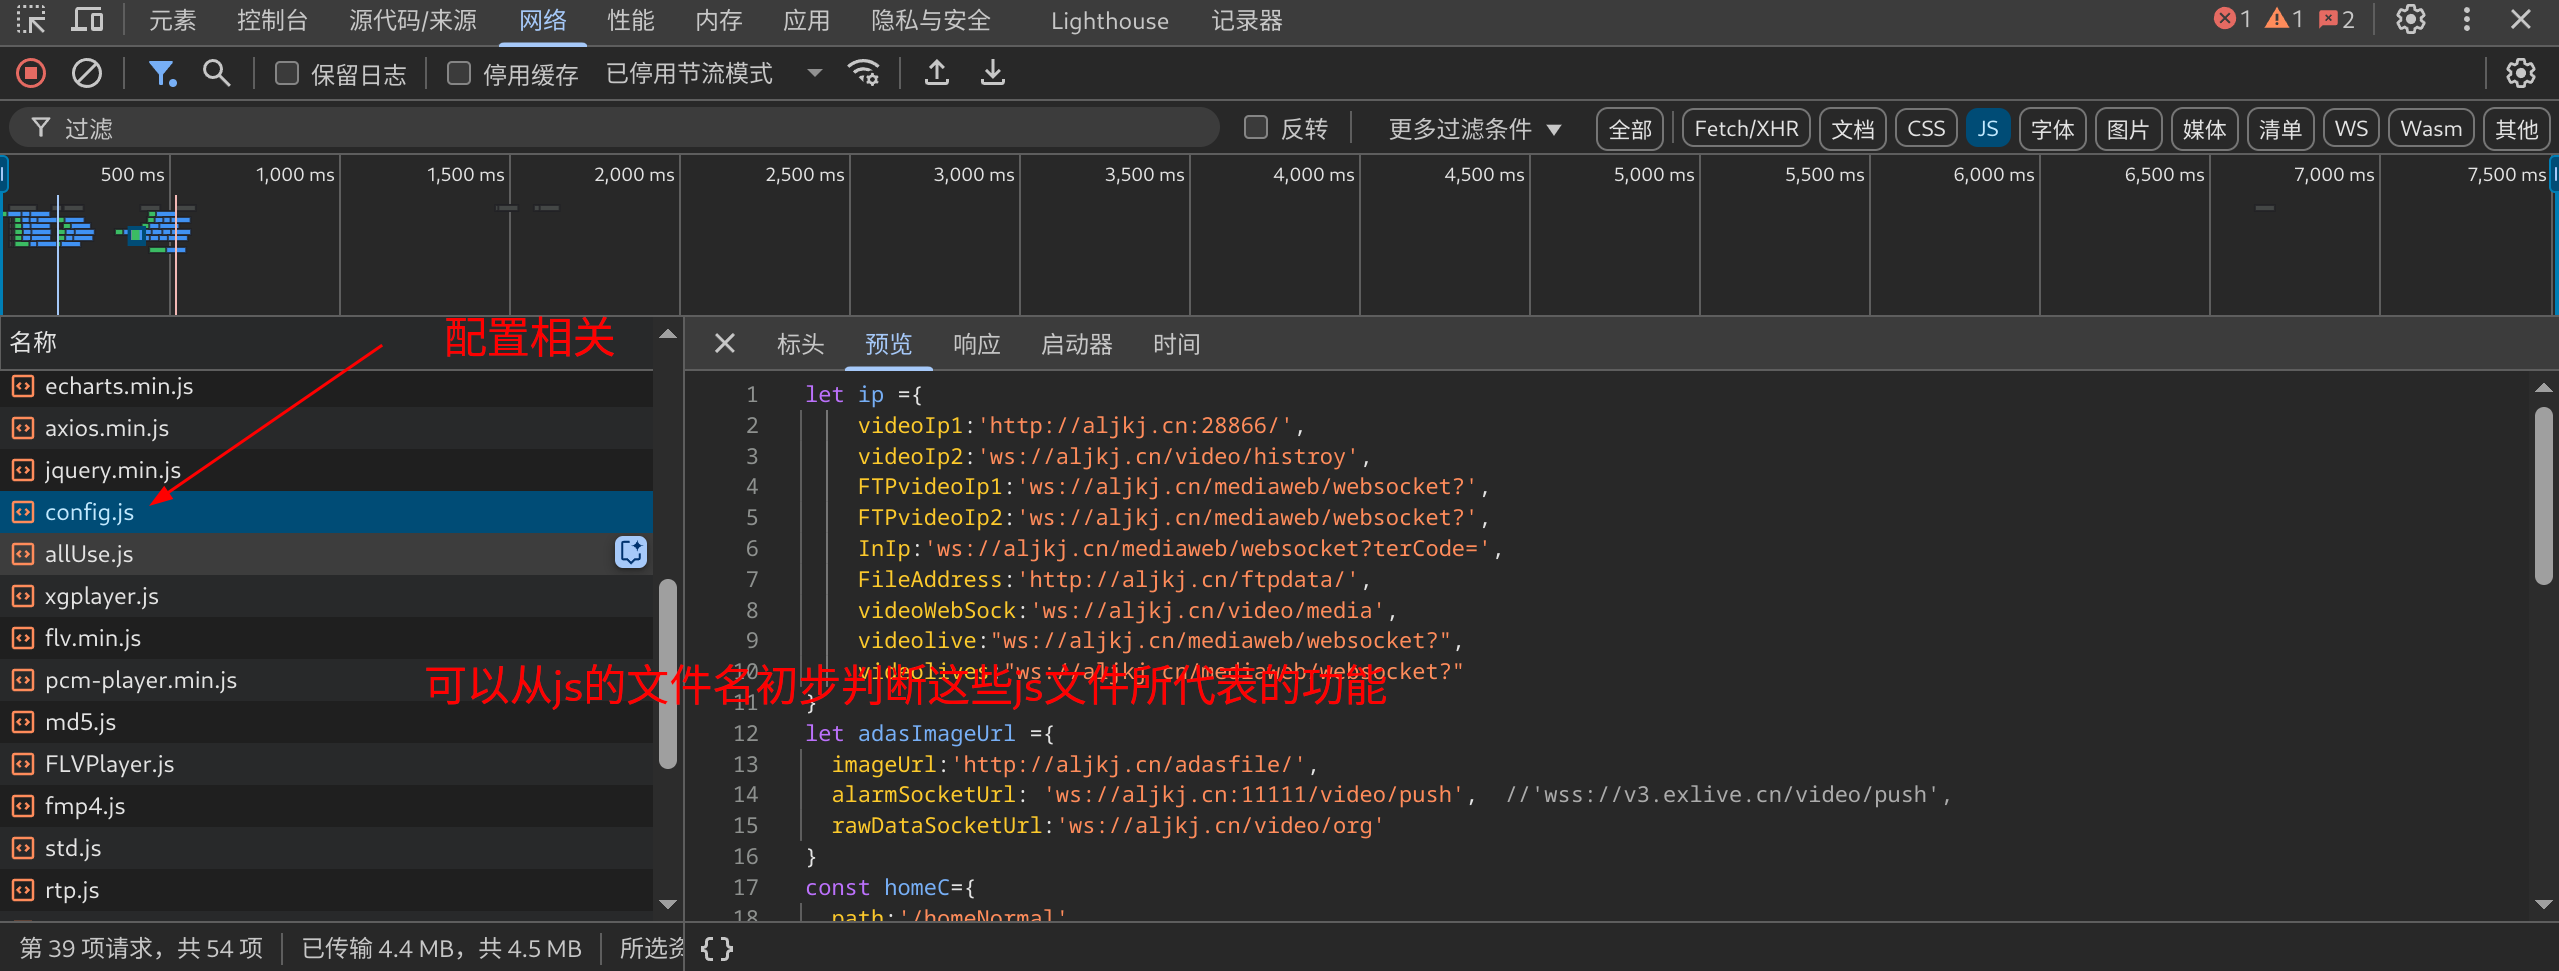 元素 控制台 源代码/来源 网络 性能 内存 应用 隐私与安全 Lighthouse 记录器 1 1 2
保留日志 停用缓存 已停用节流模式
过滤 反转 更多过滤条件 全部 Fetch/XHR 文档 CSS JS 字体 图片 媒体 清单 WS Wasm 其他
500 ms 1,000 ms 1,500 ms 2,000 ms 2,500 ms 3,000 ms 3,500 ms 4,000 ms 4,500 ms 5,000 ms 5,500 ms 6,000 ms 6,500 ms 7,000 ms 7,500 ms
名称
配置相关
echarts.min.js
axios.min.js
jquery.min.js
config.js
allUse.js
xgplayer.js
flv.min.js
pcm-player.min.js
md5.js
FLVPlayer.js
fmp4.js
std.js
rtp.js
可以从js的文件名初步判断这些js文件所代表的功能
标头 预览 响应 启动器 时间
1 let ip ={
2 videoIp1:'http://aljkj.cn:28866/',
3 videoIp2:'ws://aljkj.cn/video/histroy',
4 FTPvideoIp1:'ws://aljkj.cn/mediaweb/websocket?',
5 FTPvideoIp2:'ws://aljkj.cn/mediaweb/websocket?',
6 InIp:'ws://aljkj.cn/mediaweb/websocket?terCode=',
7 FileAddress:'http://aljkj.cn/ftpdata/',
8 videoWebSock:'ws://aljkj.cn/video/media',
9 videolive:"ws://aljkj.cn/mediaweb/websocket?",
10 videolives:"ws://aljkj.cn/mediaweb/websocket?"
11 }
12 let adasImageUrl ={
13 imageUrl:'http://aljkj.cn/adasfile/',
14 alarmSocketUrl: 'ws://aljkj.cn:11111/video/push', //'wss://v3.exlive.cn/video/push',
15 rawDataSocketUrl:'ws://aljkj.cn/video/org'
16 }
17 const homeC={
18 path:'/homeNormal'
第 39 项请求，共 54 项 已传输 4.4 MB，共 4.5 MB 所选资 {}